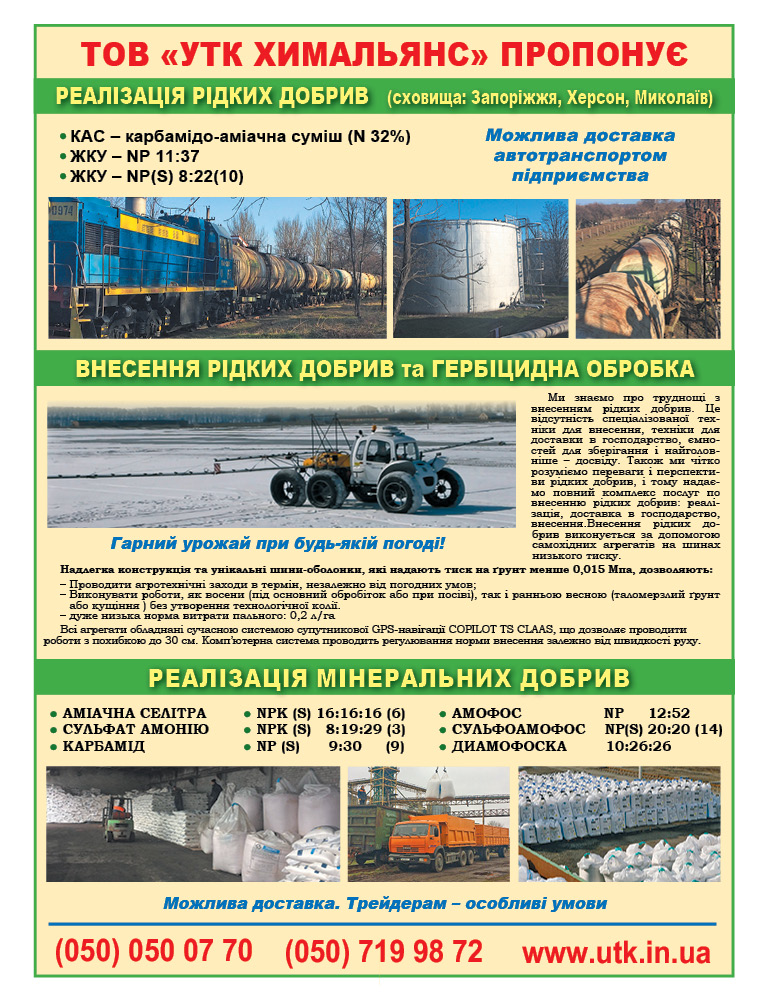 ТОВ «УТК ХИМАЛЬЯНС» ПРОПОНУЄ
РЕАЛІЗАЦІЯ РІДКИХ ДОБРИВ (сховища: Запоріжжя, Херсон, Миколаїв)
• КАС – карбамідо-аміачна суміш (N 32%)
• ЖКУ – NP 11:37
• ЖКУ – NP(S) 8:22(10)
Можлива доставка
автотранспортом
підприємства
ВНЕСЕННЯ РІДКИХ ДОБРИВ та ГЕРБІЦИДНА ОБРОБКА
Ми знаємо про труднощі з
внесенням рідких добрив. Це
відсутність спеціалізованої тех-
ніки для внесення, техніки для
доставки в господарство, ємно-
стей для зберігання і найголов-
ніше – досвіду. Також ми чітко
розуміємо переваги і перспекти-
ви рідких добрив, і тому надає-
мо повний комплекс послуг по
внесенню рідких добрив: реалі-
зація, доставка в господарство,
внесення.Внесення рідких до-
брив виконується за допомогою
самохідних агрегатів на шинах
низького тиску.
Гарний урожай при будь-якій погоді!
Надлегка конструкція та унікальні шини-оболонки, які надають тиск на ґрунт менше 0,015 Мпа, дозволяють:
– Проводити агротехнічні заходи в термін, незалежно від погодних умов;
– Виконувати роботи, як восени (під основний обробіток або при посіві), так і ранньою весною (таломерзлий ґрунт
або кущіння ) без утворення технологічної колії.
– дуже низька норма витрати пального: 0,2 л/га
Всі агрегати обладнані сучасною системою супутникової GPS-навігації COPILOT TS CLAAS, що дозволяє проводити
роботи з похибкою до 30 см. Комп’ютерна система проводить регулювання норми внесення залежно від швидкості руху.
РЕАЛІЗАЦІЯ МІНЕРАЛЬНИХ ДОБРИВ
• АМІАЧНА СЕЛІТРА • NPK (S) 16:16:16 (6) • АМОФОС NP 12:52
• СУЛЬФАТ АМОНІЮ • NPK (S) 8:19:29 (3) • СУЛЬФОАМОФОС NP(S) 20:20 (14)
• КАРБАМІД • NP (S) 9:30 (9) • ДИАМОФОСКА 10:26:26
Можлива доставка. Трейдерам – особливі умови
(050) 050 07 70 (050) 719 98 72 www.utk.in.ua